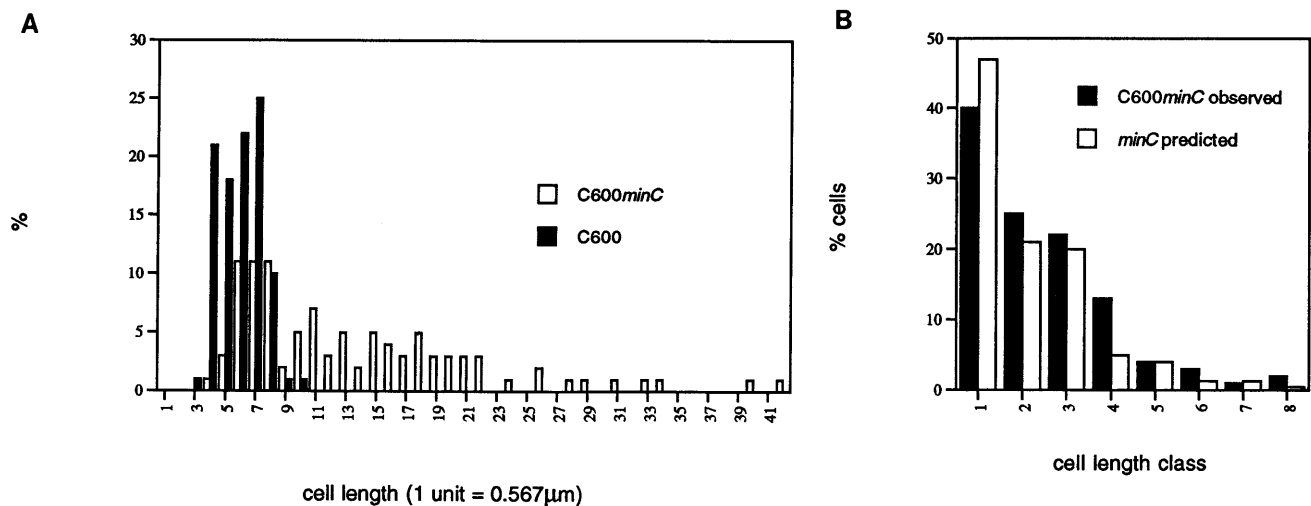 A
30
25
20
15
10
5
0
%
C600minC
C600
1 3 5 7 9 11 13 15 17 19 21 23 25 27 29 31 33 35 37 39 41
cell length (1 unit = 0.567µm)
B
50
40
30
20
10
0
% cells
C600minC observed
minC predicted
1 2 3 4 5 6 7 8
cell length class